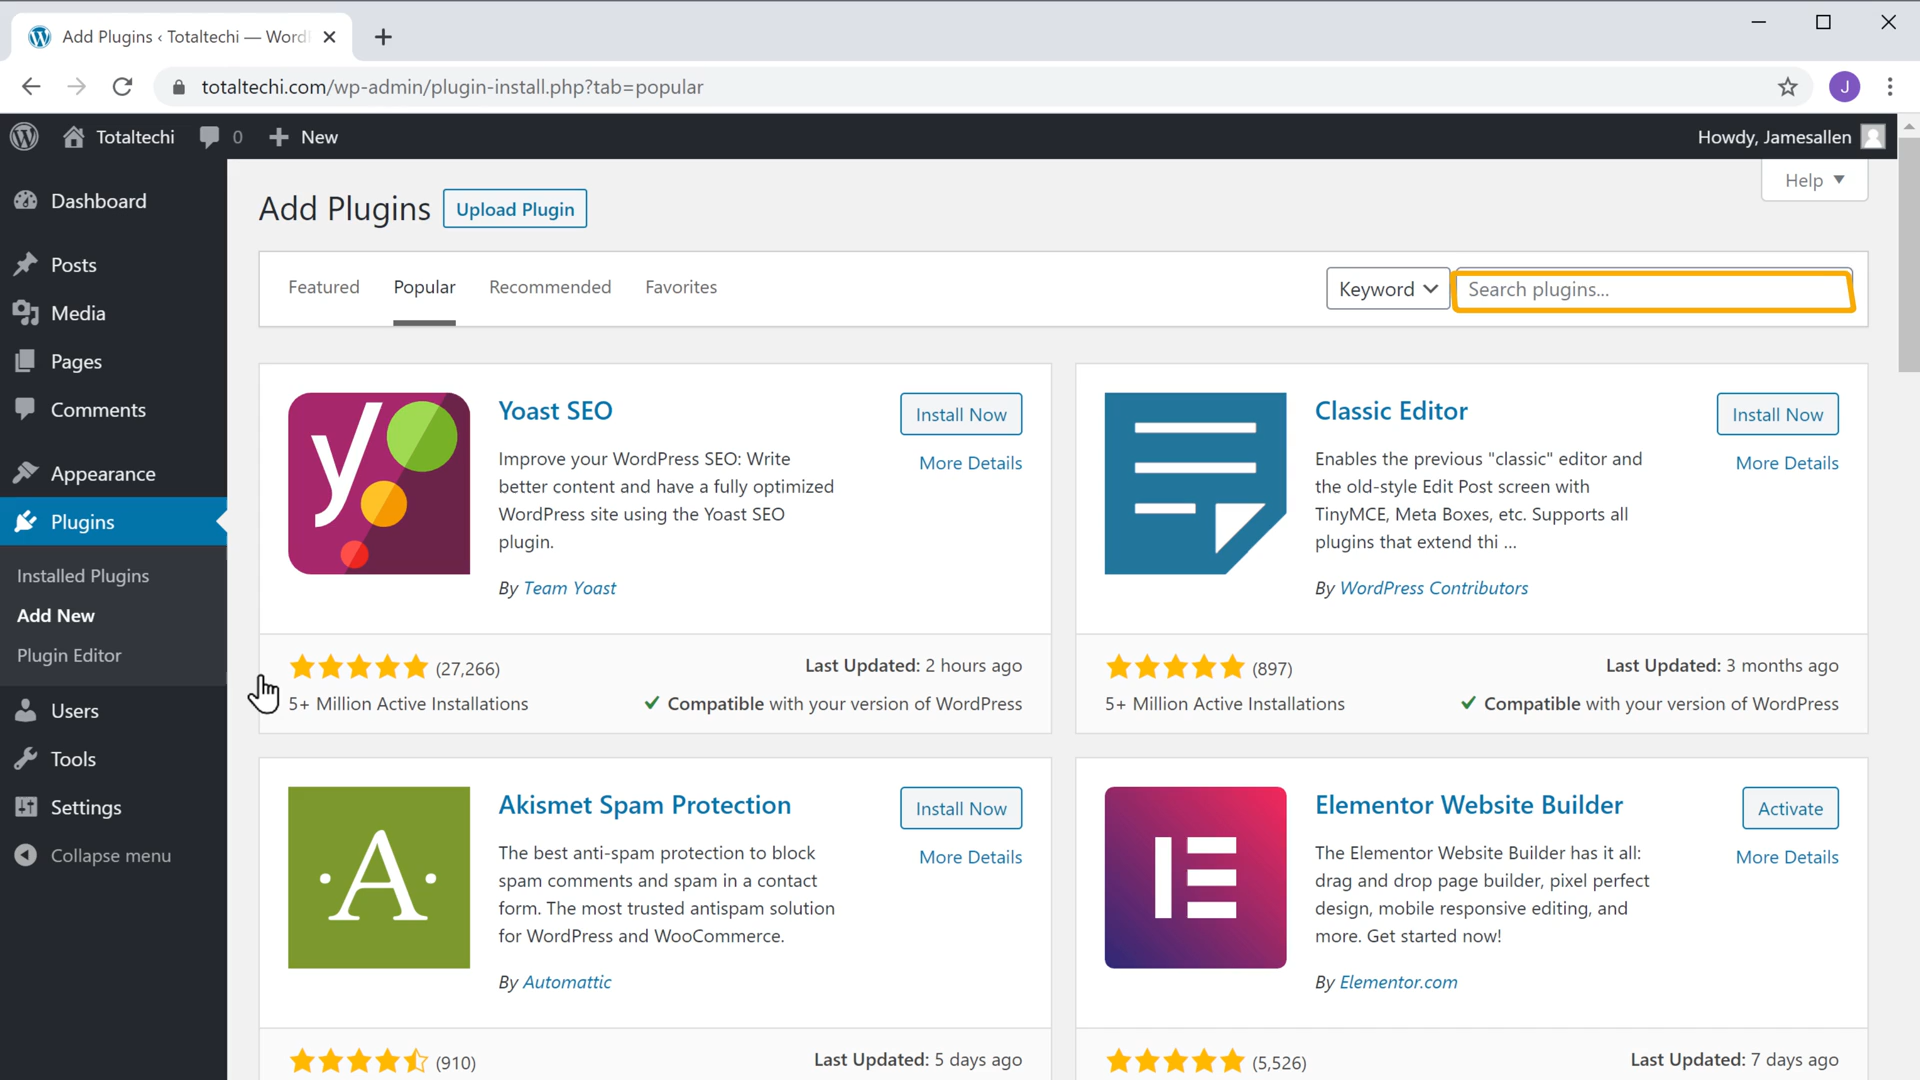 Add Plugins ‹ Totaltechi — Word
totaltechi.com/wp-admin/plugin-install.php?tab=popular
J
Totaltechi
0
New
Howdy, Jamesallen
Dashboard
Posts
Media
Pages
Comments
Appearance
Plugins
Installed Plugins
Add New
Plugin Editor
Users
Tools
Settings
Collapse menu
Help
Add Plugins
Upload Plugin
Featured
Popular
Recommended
Favorites
Keyword
Search plugins...
Yoast SEO
Install Now
More Details
Improve your WordPress SEO: Write
better content and have a fully optimized
WordPress site using the Yoast SEO
plugin.
By Team Yoast
(27,266)
Last Updated: 2 hours ago
5+ Million Active Installations
Compatible with your version of WordPress
Classic Editor
Install Now
More Details
Enables the previous "classic" editor and
the old-style Edit Post screen with
TinyMCE, Meta Boxes, etc. Supports all
plugins that extend thi ...
By WordPress Contributors
(897)
Last Updated: 3 months ago
5+ Million Active Installations
Compatible with your version of WordPress
Akismet Spam Protection
Install Now
More Details
The best anti-spam protection to block
spam comments and spam in a contact
form. The most trusted antispam solution
for WordPress and WooCommerce.
By Automattic
(910)
Last Updated: 5 days ago
Elementor Website Builder
Activate
More Details
The Elementor Website Builder has it all:
drag and drop page builder, pixel perfect
design, mobile responsive editing, and
more. Get started now!
By Elementor.com
(5,526)
Last Updated: 7 days ago